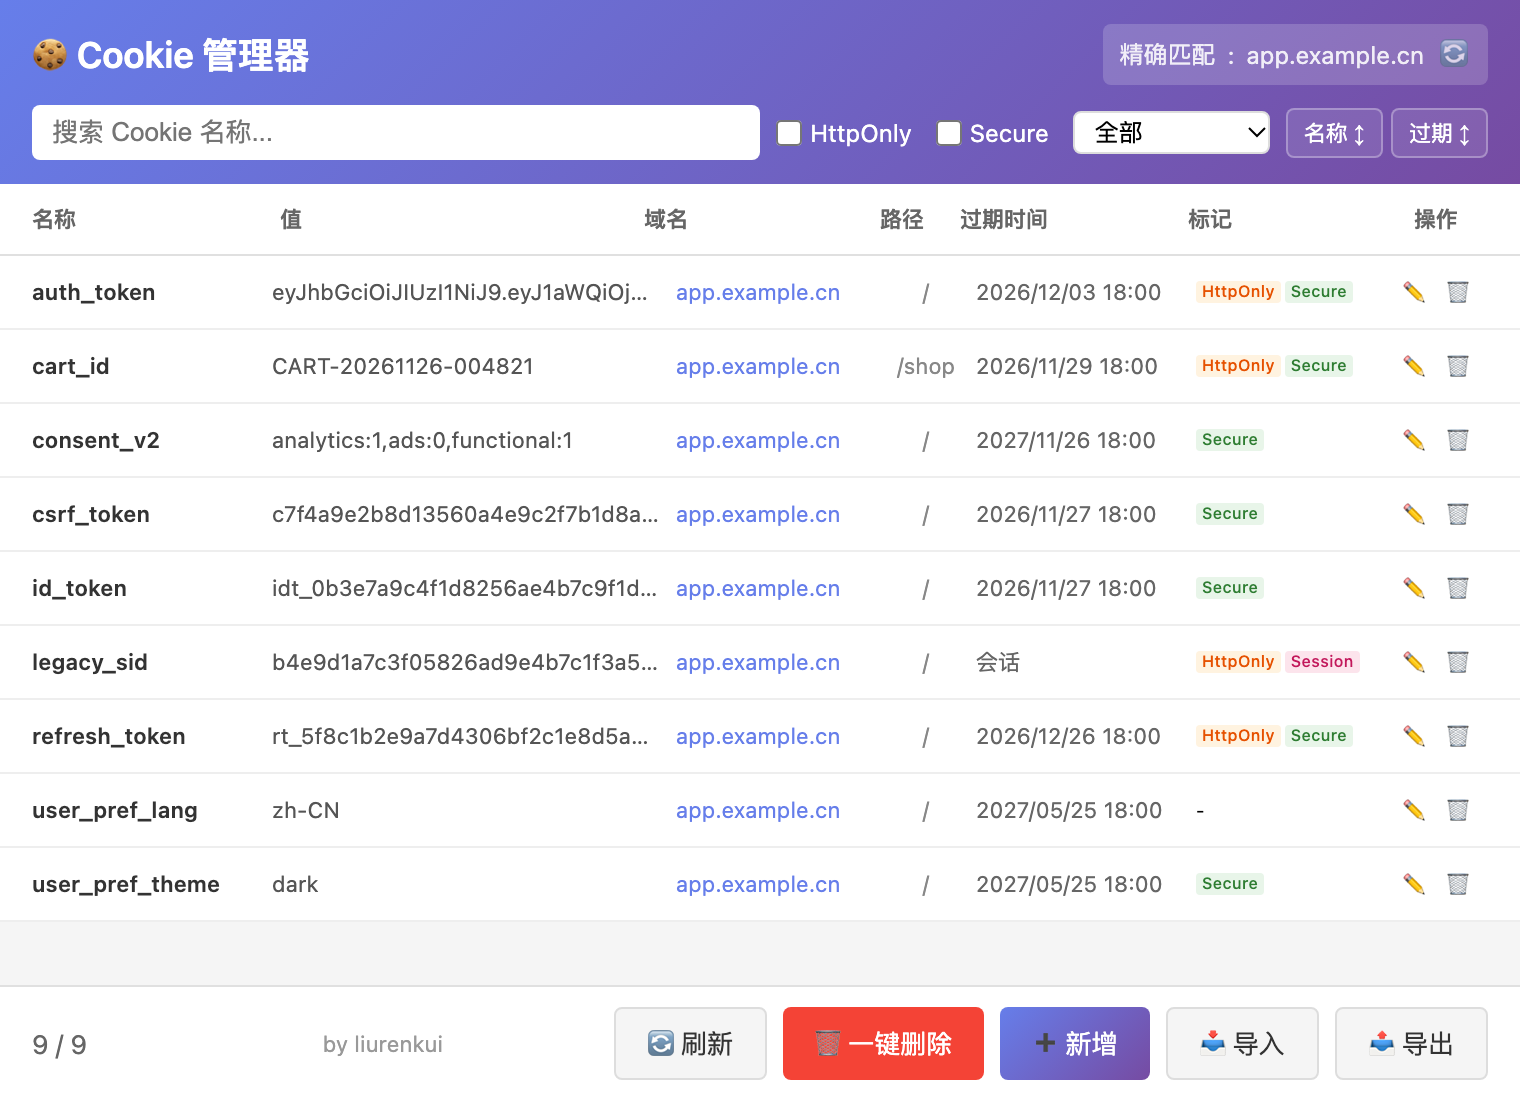 Cookie 管理器
精确匹配 : app.example.cn
搜索 Cookie 名称...
HttpOnly
Secure
全部
名称 ↕
过期 ↕
名称 值 域名 路径 过期时间 标记 操作
auth_token eyJhbGciOiJIUzI1NiJ9.eyJ1aWQiOj... app.example.cn / 2026/12/03 18:00 HttpOnly Secure
cart_id CART-20261126-004821 app.example.cn /shop 2026/11/29 18:00 HttpOnly Secure
consent_v2 analytics:1,ads:0,functional:1 app.example.cn / 2027/11/26 18:00 Secure
csrf_token c7f4a9e2b8d13560a4e9c2f7b1d8a... app.example.cn / 2026/11/27 18:00 Secure
id_token idt_0b3e7a9c4f1d8256ae4b7c9f1d... app.example.cn / 2026/11/27 18:00 Secure
legacy_sid b4e9d1a7c3f05826ad9e4b7c1f3a5... app.example.cn / 会话 HttpOnly Session
refresh_token rt_5f8c1b2e9a7d4306bf2c1e8d5a... app.example.cn / 2026/12/26 18:00 HttpOnly Secure
user_pref_lang zh-CN app.example.cn / 2027/05/25 18:00 -
user_pref_theme dark app.example.cn / 2027/05/25 18:00 Secure
9 / 9
by liurenkui
刷新
一键删除
新增
导入
导出